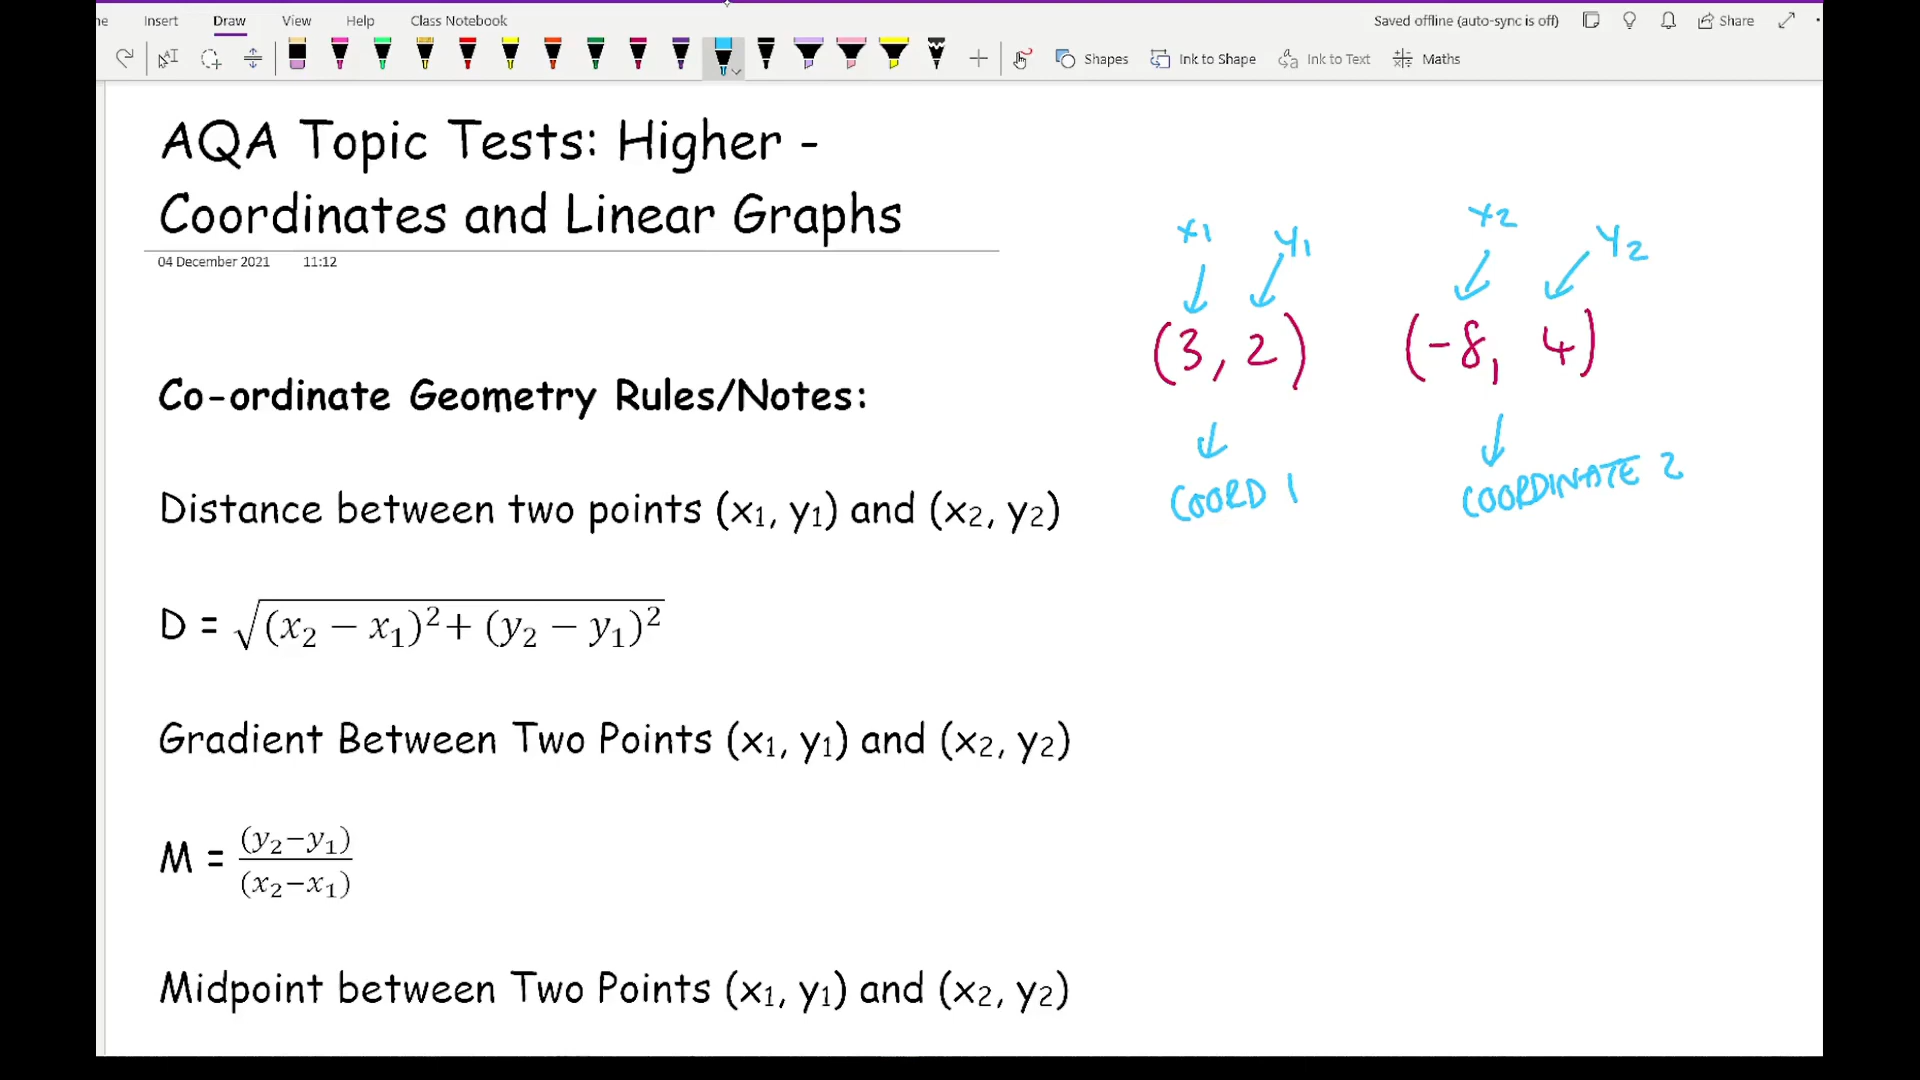 Insert Draw View Help Class Notebook Saved offline (auto-sync is off) Share
Shapes Ink to Shape Ink to Text Maths
AQA Topic Tests: Higher -
Coordinates and Linear Graphs
04 December 2021 11:12
x1 y1 x2 y2
(3, 2) (-8, 4)
Co-ordinate Geometry Rules/Notes:
COORD 1 COORDINATE 2
Distance between two points (x₁, y₁) and (x₂, y₂)
D = √(x₂ − x₁)² + (y₂ − y₁)²
Gradient Between Two Points (x₁, y₁) and (x₂, y₂)
M = (y₂−y₁)
(x₂−x₁)
Midpoint between Two Points (x₁, y₁) and (x₂, y₂)